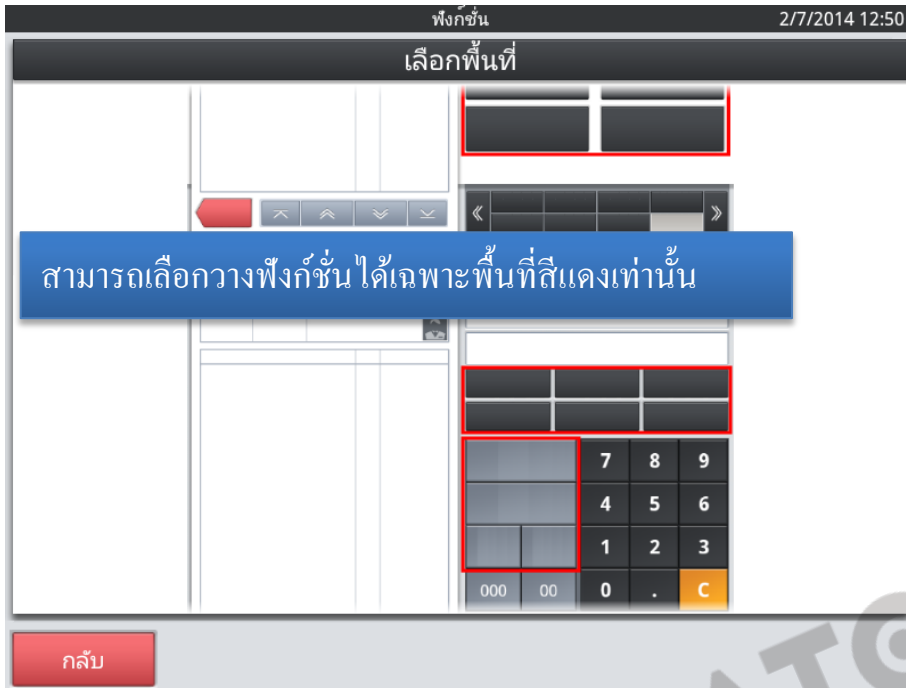 ฟังก์ชั่น 2/7/2014 12:50
เลือกพื้นที่
สามารถเลือกวางฟังก์ชั่นได้เฉพาะพื้นที่สีแดงเท่านั้น
7 8 9
4 5 6
1 2 3
000 00 0 . C
กลับ